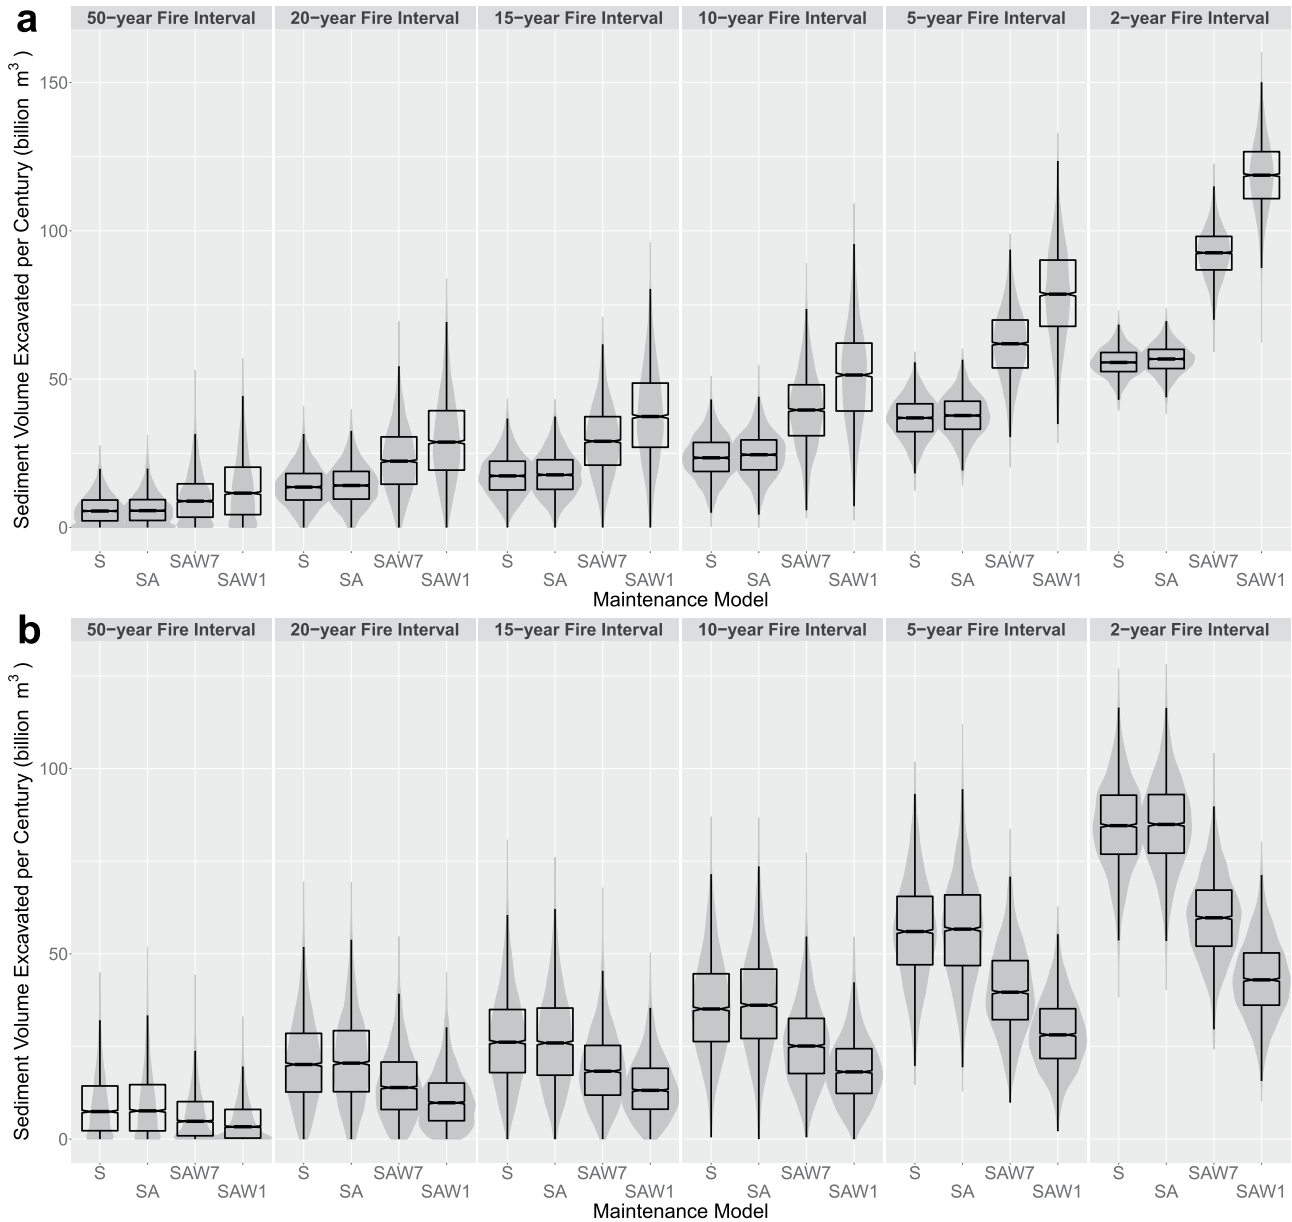 a
50−year Fire Interval 20−year Fire Interval 15−year Fire Interval 10−year Fire Interval 5−year Fire Interval 2−year Fire Interval
Sediment Volume Excavated per Century (billion m³ )
150
100
50
0
S SA SAW7 SAW1 S SA SAW7 SAW1 S SA SAW7 SAW1 S SA SAW7 SAW1 S SA SAW7 SAW1 S SA SAW7 SAW1
Maintenance Model
b
50−year Fire Interval 20−year Fire Interval 15−year Fire Interval 10−year Fire Interval 5−year Fire Interval 2−year Fire Interval
Sediment Volume Excavated per Century (billion m³ )
100
50
0
S SA SAW7 SAW1 S SA SAW7 SAW1 S SA SAW7 SAW1 S SA SAW7 SAW1 S SA SAW7 SAW1 S SA SAW7 SAW1
Maintenance Model